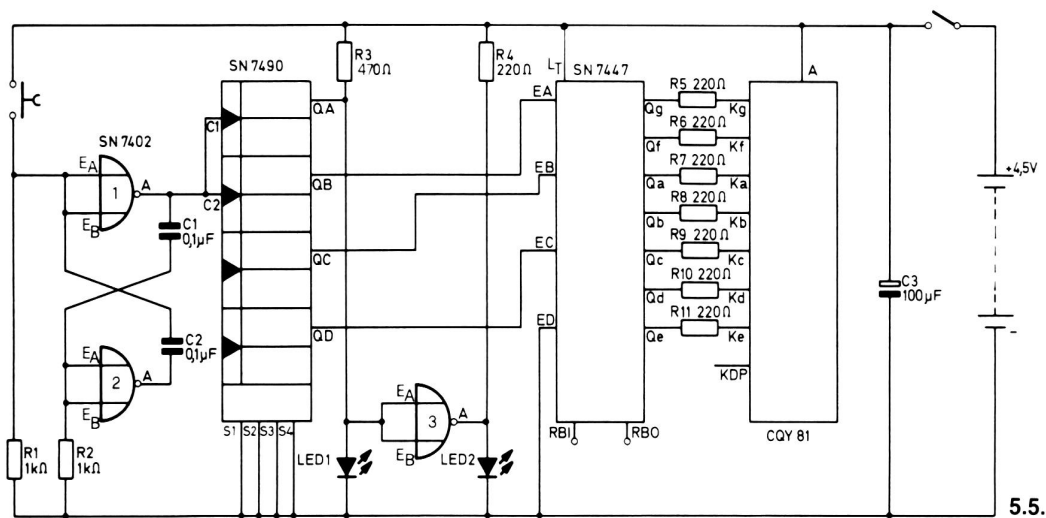 R3
470Ω
R4
220Ω
SN 7490
LT
SN 7447
A
SN 7402
EA
1
A
EB
C1
0,1µF
C2
0,1µF
EA
2
A
EB
R1
1kΩ
R2
1kΩ
C1
C2
QA
QB
QC
QD
S1
S2
S3
S4
LED1
EA
3
A
EB
LED2
EA
EB
EC
ED
RBI
RBO
Qg
R5 220Ω
Kg
Qf
R6 220Ω
Kf
Qa
R7 220Ω
Ka
Qb
R8 220Ω
Kb
Qc
R9 220Ω
Kc
Qd
R10 220Ω
Kd
Qe
R11 220Ω
Ke
KDP
CQY 81
C3
100µF
+4,5V
-
5.5.